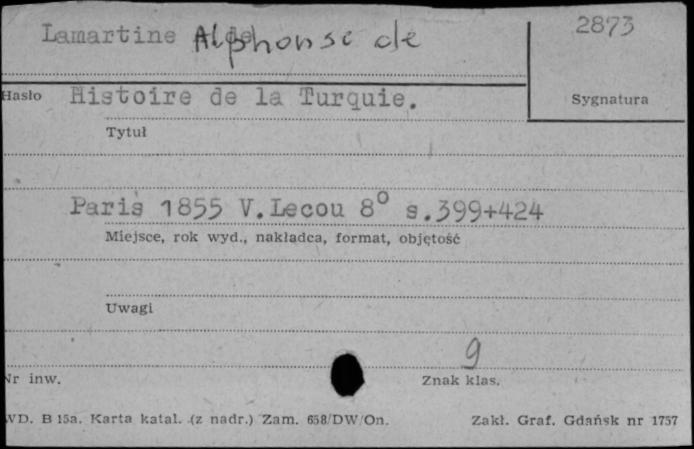 Lamartine Alphonse de
2873
Hasło Histoire de la Turquie.
Sygnatura
Tytuł
Paris 1855 V.Lecou 8° s.399+424
Miejsce, rok wyd., nakładca, format, objętość
Uwagi
9
Nr inw.
Znak klas.
WD. B 15a. Karta katal. (z nadr.) Zam. 658/DW/On.
Zakł. Graf. Gdańsk nr 1757